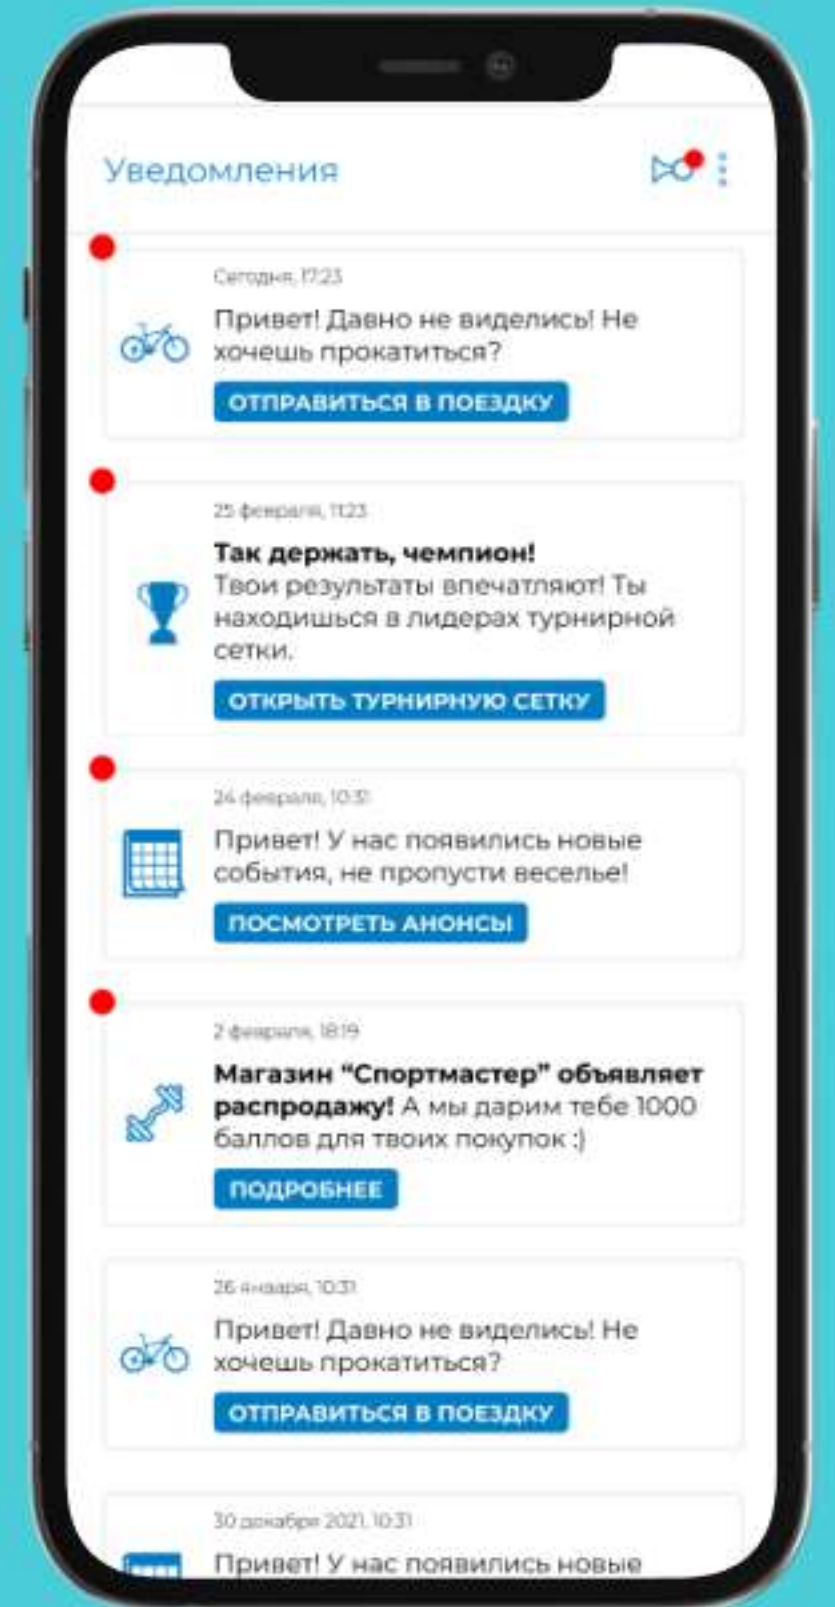 Уведомления
Сегодня, 17:23
Привет! Давно не виделись! Не
хочешь прокатиться?
ОТПРАВИТЬСЯ В ПОЕЗДКУ
25 февраля, 11:23
Так держать, чемпион!
Твои результаты впечатляют! Ты
находишься в лидерах турнирной
сетки.
ОТКРЫТЬ ТУРНИРНУЮ СЕТКУ
24 февраля, 10:31
Привет! У нас появились новые
события, не пропусти веселье!
ПОСМОТРЕТЬ АНОНСЫ
2 февраля, 18:19
Магазин “Спортмастер” объявляет
распродажу! А мы дарим тебе 1000
баллов для твоих покупок :)
ПОДРОБНЕЕ
26 января, 10:31
Привет! Давно не виделись! Не
хочешь прокатиться?
ОТПРАВИТЬСЯ В ПОЕЗДКУ
30 декабря 2021, 10:31
Привет! У нас появились новые